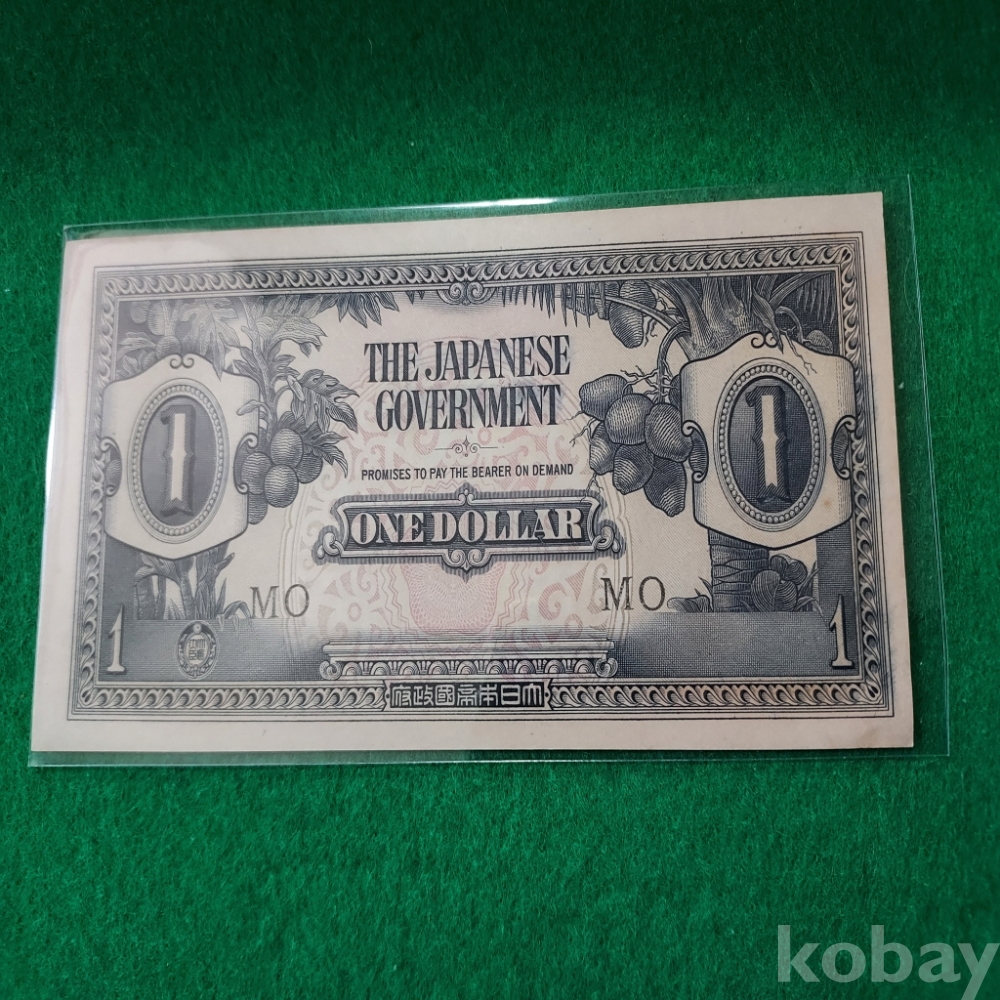 THE JAPANESE
GOVERNMENT
PROMISES TO PAY THE BEARER ON DEMAND
ONE DOLLAR
1
1
MO
MO
1
1
府政國帝本日大
kobay